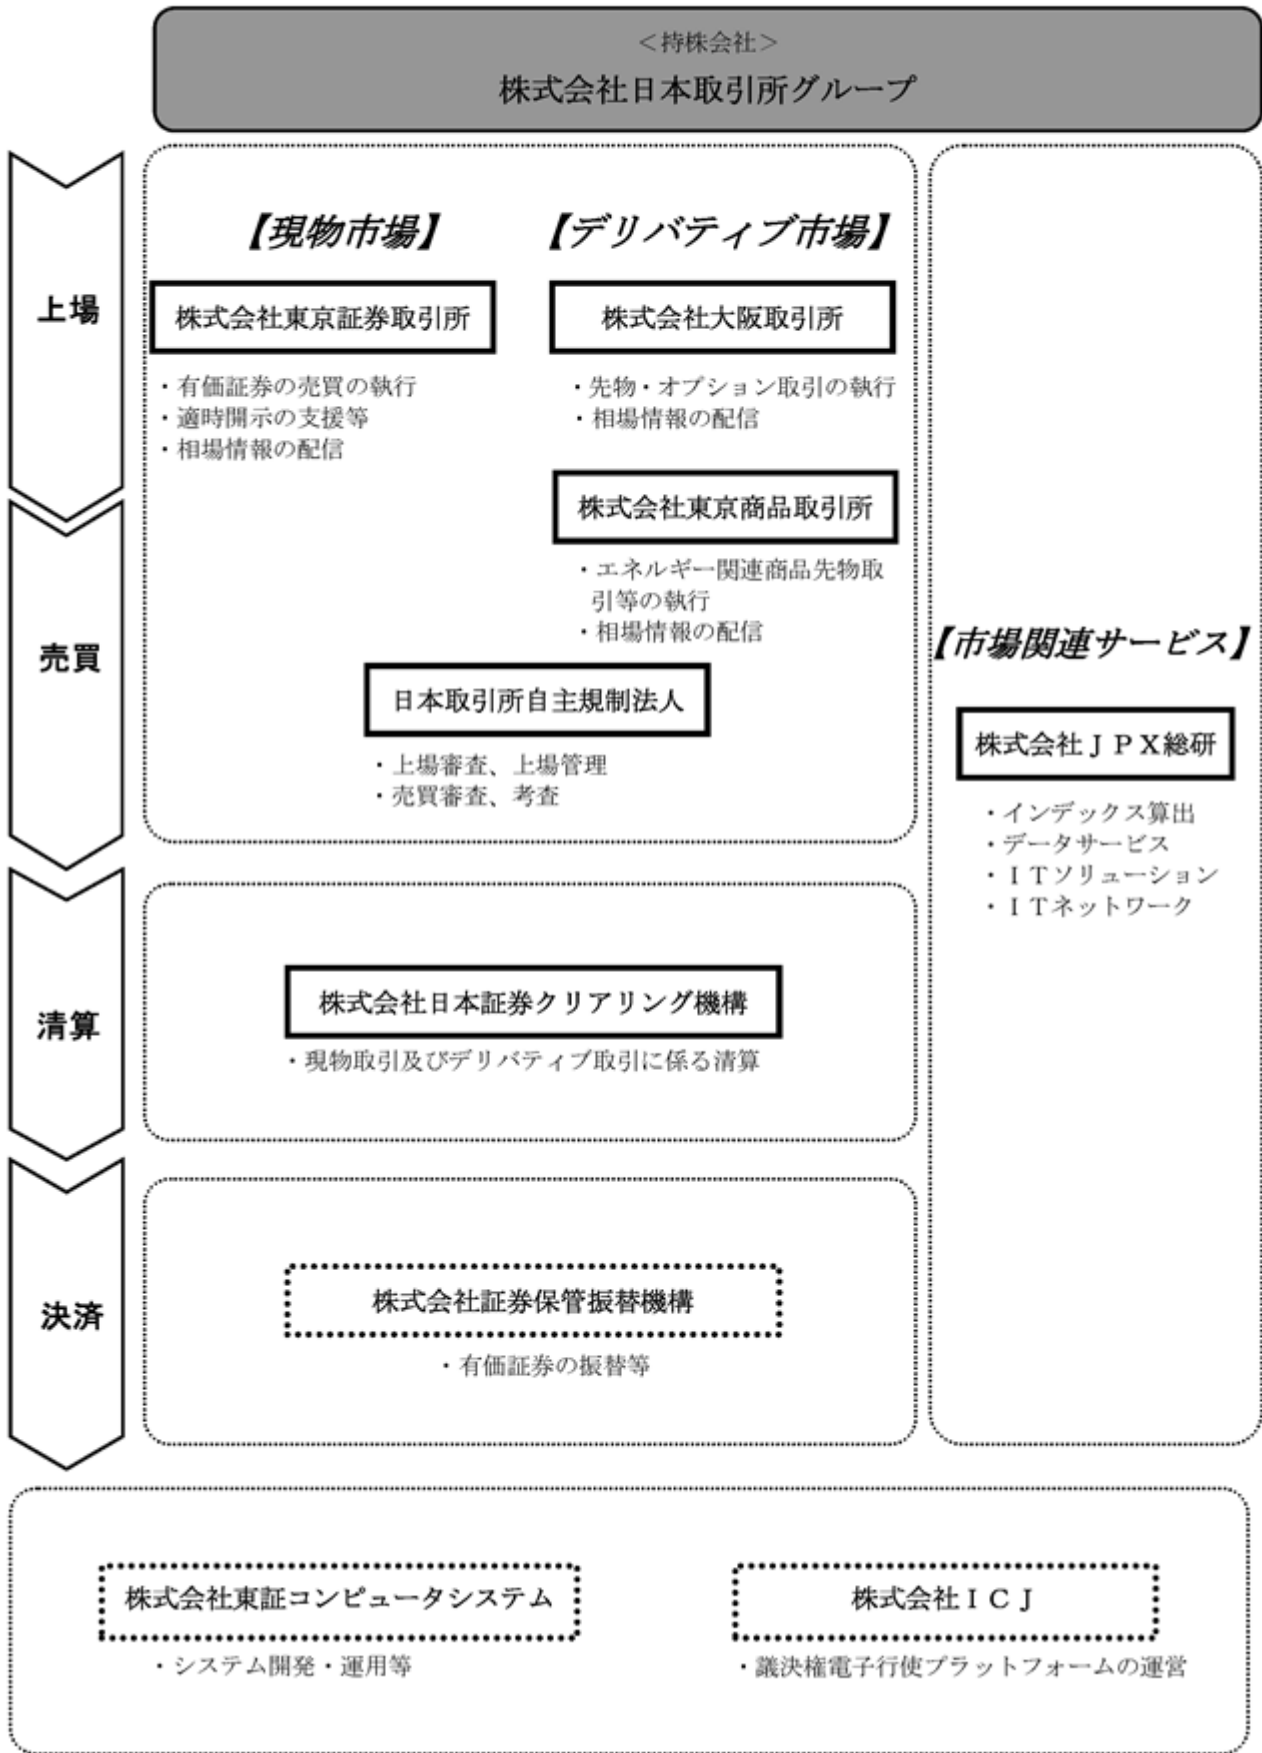 ＜持株会社＞
株式会社日本取引所グループ
上場
売買
清算
決済
【現物市場】
株式会社東京証券取引所
・有価証券の売買の執行
・適時開示の支援等
・相場情報の配信
【デリバティブ市場】
株式会社大阪取引所
・先物・オプション取引の執行
・相場情報の配信
株式会社東京商品取引所
・エネルギー関連商品先物取
引等の執行
・相場情報の配信
日本取引所自主規制法人
・上場審査、上場管理
・売買審査、考査
【市場関連サービス】
株式会社ＪＰＸ総研
・インデックス算出
・データサービス
・ＩＴソリューション
・ＩＴネットワーク
株式会社日本証券クリアリング機構
・現物取引及びデリバティブ取引に係る清算
株式会社証券保管振替機構
・有価証券の振替等
株式会社東証コンピュータシステム
・システム開発・運用等
株式会社ＩＣＪ
・議決権電子行使プラットフォームの運営